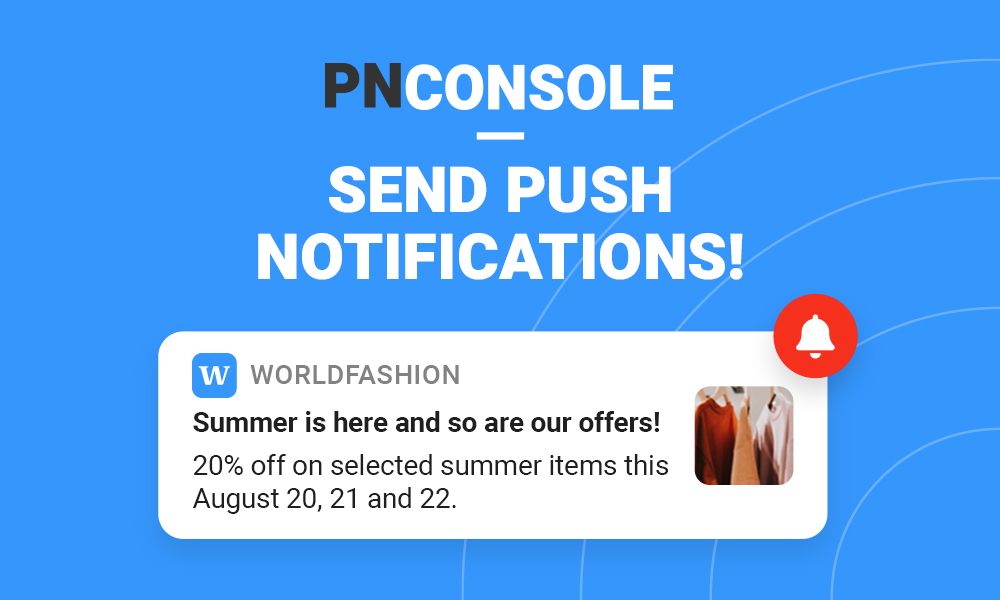 PNCONSOLE
SEND PUSH
NOTIFICATIONS!
W WORLDFASHION
Summer is here and so are our offers!
20% off on selected summer items this
August 20, 21 and 22.